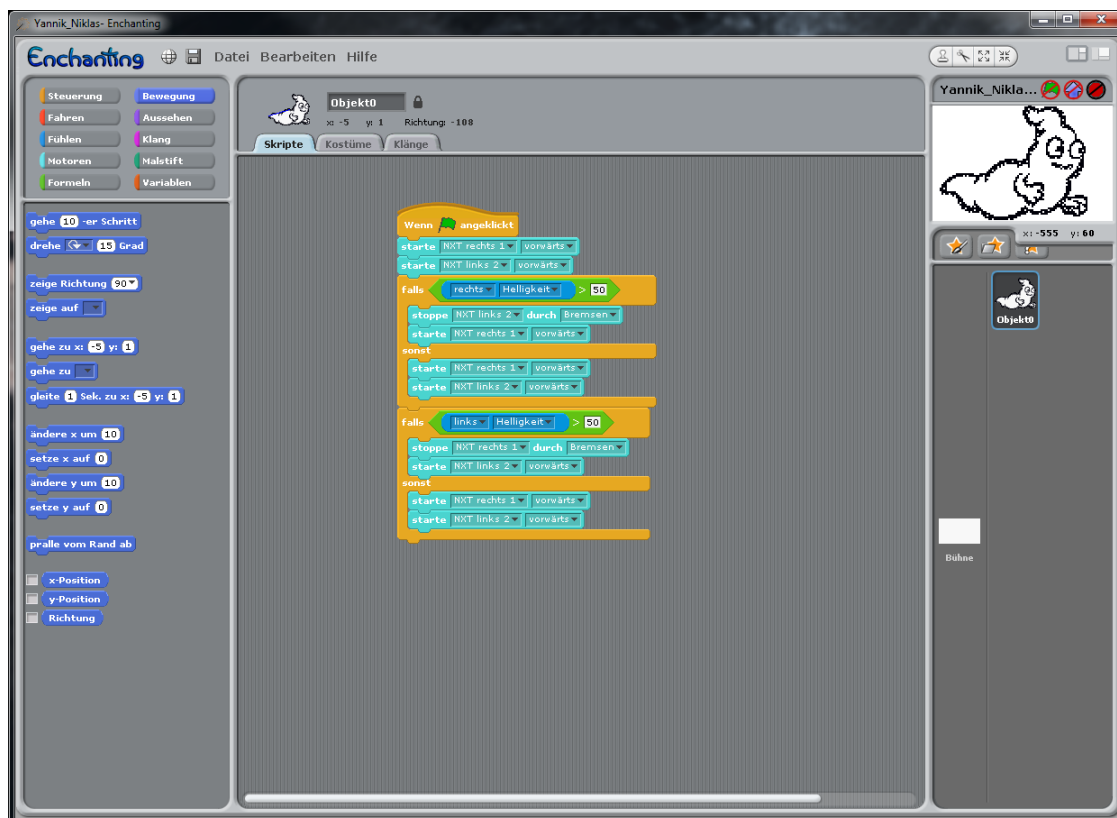 Yannik_Niklas- Enchanting
Enchanting Datei Bearbeiten Hilfe
Steuerung Bewegung
Fahren Aussehen
Fühlen Klang
Motoren Malstift
Formeln Variablen
gehe 10 -er Schritt
drehe 15 Grad
zeige Richtung 90
zeige auf
gehe zu x: -5 y: 1
gehe zu
gleite 1 Sek. zu x: -5 y: 1
ändere x um 10
setze x auf 0
ändere y um 10
setze y auf 0
pralle vom Rand ab
x-Position
y-Position
Richtung
Objekt0
x: -5 y: 1 Richtung: -108
Skripte Kostüme Klänge
Wenn angeklickt
starte NXT rechts 1 vorwärts
starte NXT links 2 vorwärts
falls rechts Helligkeit > 50
stoppe NXT links 2 durch Bremsen
starte NXT rechts 1 vorwärts
sonst
starte NXT rechts 1 vorwärts
starte NXT links 2 vorwärts
falls links Helligkeit > 50
stoppe NXT rechts 1 durch Bremsen
starte NXT links 2 vorwärts
sonst
starte NXT rechts 1 vorwärts
starte NXT links 2 vorwärts
Yannik_Nikla...
x: -555 y: 60
Objekt0
Bühne